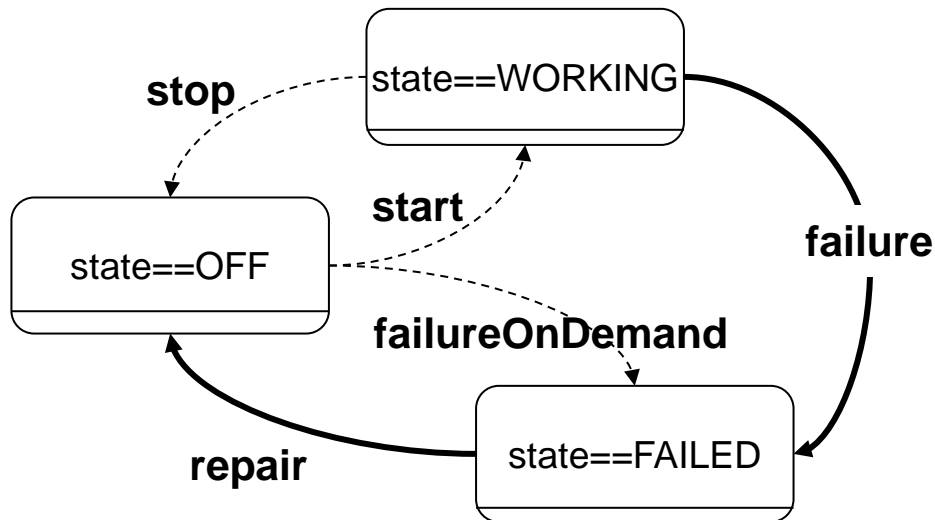 state==WORKING
stop
start
failure
state==OFF
failureOnDemand
state==FAILED
repair